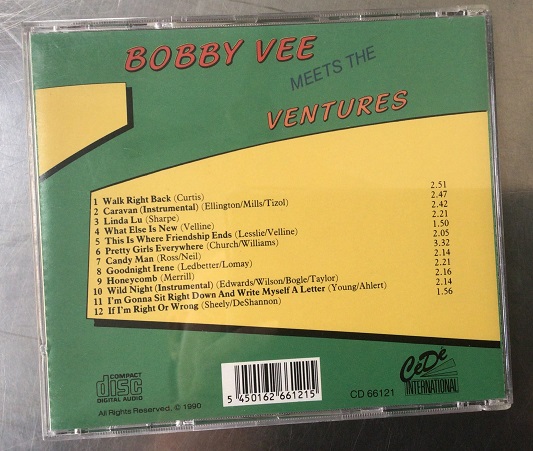 BOBBY VEE
MEETS THE
VENTURES
1 Walk Right Back (Curtis) 2.51
2 Caravan (Instrumental) (Ellington/Mills/Tizol) 2.47
3 Linda Lu (Sharpe) 2.42
4 What Else Is New (Velline) 2.21
5 This Is Where Friendship Ends (Lesslie/Velline) 1.50
6 Pretty Girls Everywhere (Church/Williams) 2.05
7 Candy Man (Ross/Neil) 3.32
8 Goodnight Irene (Ledbetter/Lomay) 2.14
9 Honeycomb (Merrill) 2.21
10 Wild Night (Instrumental) (Edwards/Wilson/Bogle/Taylor) 2.16
11 I'm Gonna Sit Right Down And Write Myself A Letter (Young/Ahlert) 2.14
12 If I'm Right Or Wrong (Sheely/DeShannon) 1.56
COMPACT
disc
DIGITAL AUDIO
All Rights Reserved. © 1990
5 450162 661215
CD 66121
CéDé
INTERNATIONAL